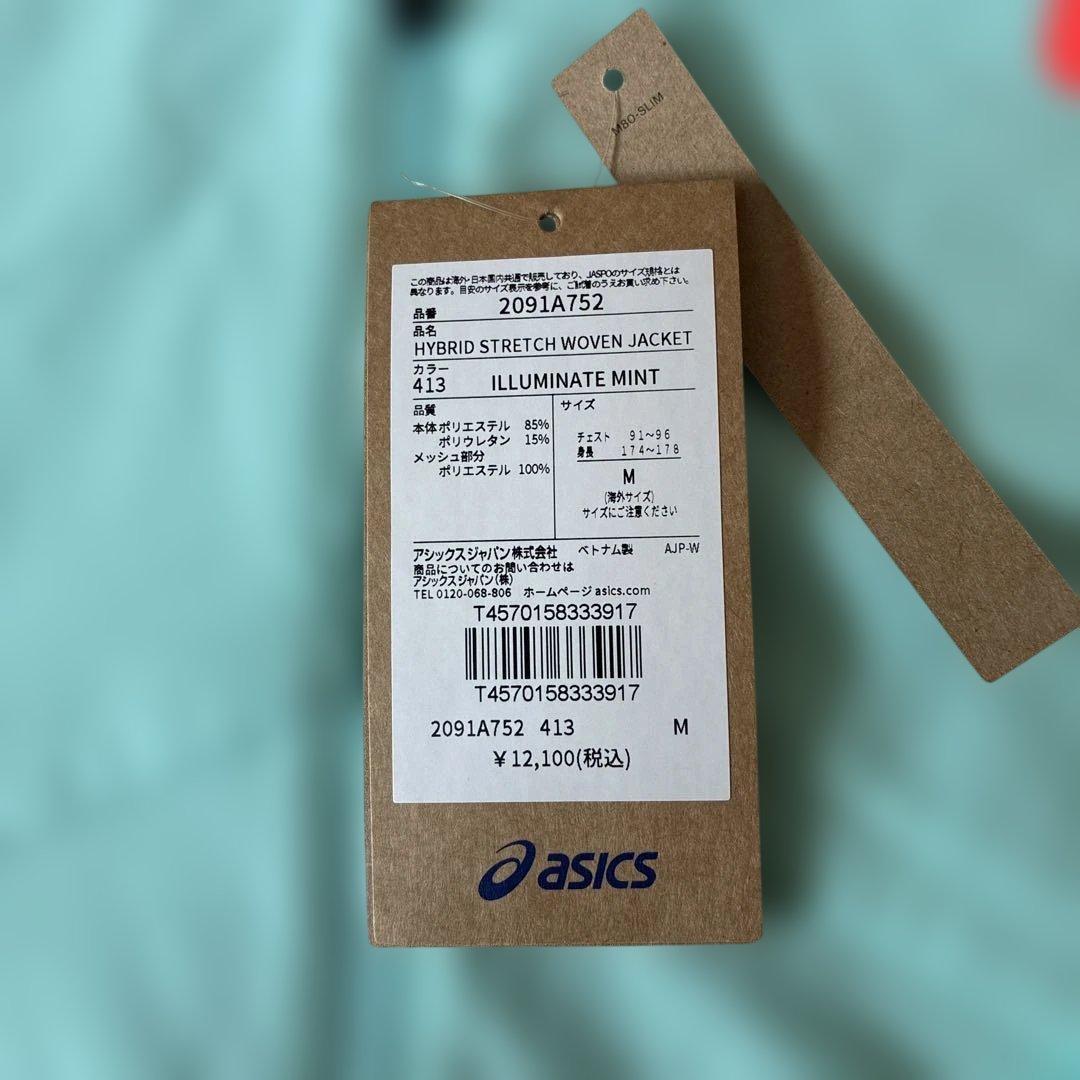 M80-SLIM
この商品は海外・日本国内共通で販売しており、JASPOのサイズ規格とは
異なります。目安のサイズ表示を参考に、ご試着のうえお買い求め下さい。
品番 2091A752
品名
HYBRID STRETCH WOVEN JACKET
カラー
413 ILLUMINATE MINT
品質
本体ポリエステル 85%
ポリウレタン 15%
メッシュ部分
ポリエステル 100%
サイズ
チェスト 91～96
身長 174～178
M
(海外サイズ)
サイズにご注意ください
アシックスジャパン株式会社 ベトナム製 AJP-W
商品についてのお問い合わせは
アシックスジャパン(株)
TEL 0120-068-806 ホームページ asics.com
T4570158333917
T4570158333917
2091A752 413 M
￥12,100(税込)
asics